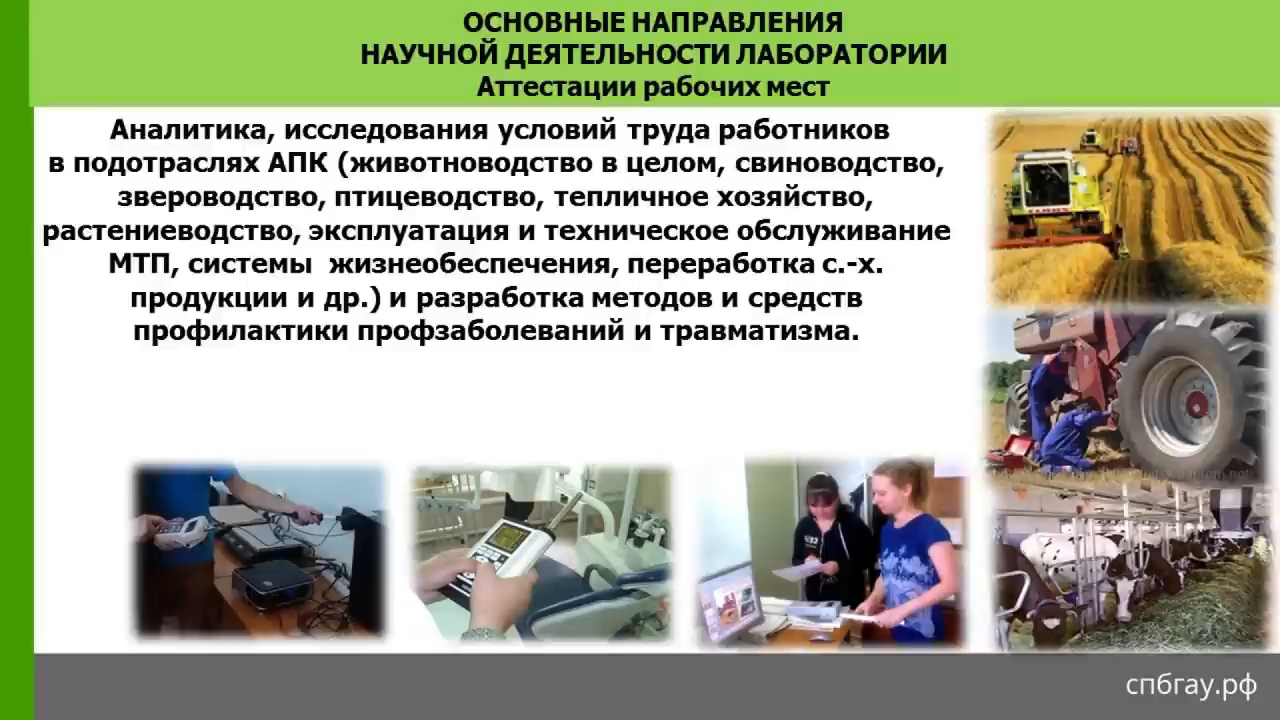 ОСНОВНЫЕ НАПРАВЛЕНИЯ
НАУЧНОЙ ДЕЯТЕЛЬНОСТИ ЛАБОРАТОРИИ
Аттестации рабочих мест
Аналитика, исследования условий труда работников
в подотраслях АПК (животноводство в целом, свиноводство,
звероводство, птицеводство, тепличное хозяйство,
растениеводство, эксплуатация и техническое обслуживание
МТП, системы жизнеобеспечения, переработка с.-х.
продукции и др.) и разработка методов и средств
профилактики профзаболеваний и травматизма.
спбгау.рф